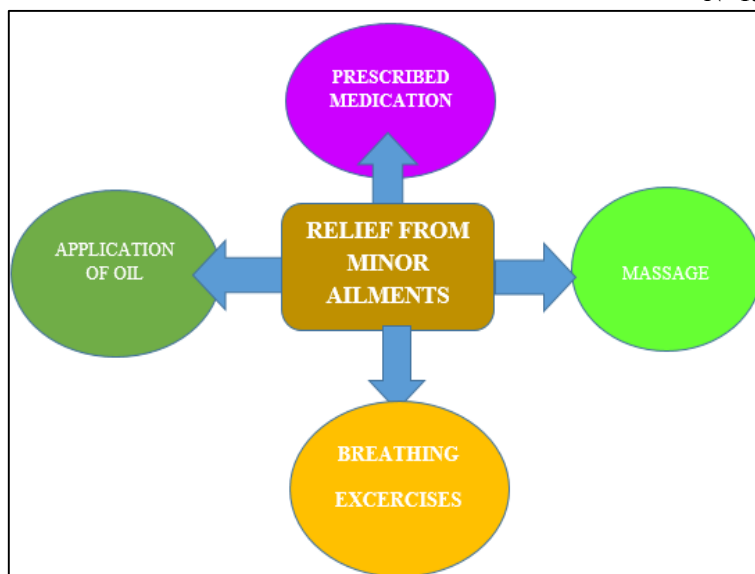 PRESCRIBED
MEDICATION
APPLICATION
OF OIL
RELIEF FROM
MINOR
AILMENTS
MASSAGE
BREATHING
EXCERCISES